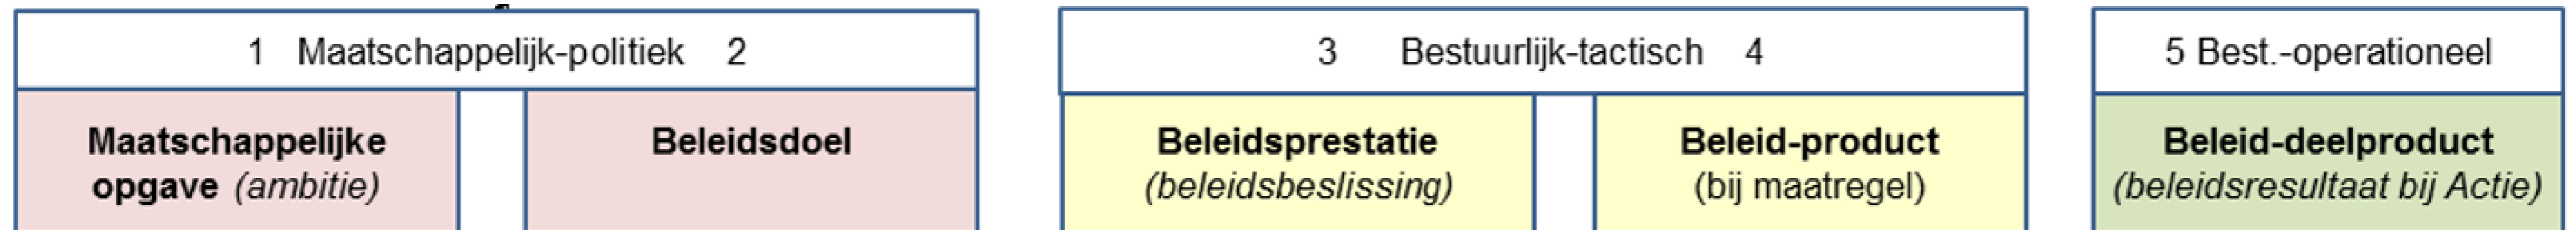 1 Maatschappelijk-politiek 2
Maatschappelijke
opgave (ambitie)
Beleidsdoel
3 Bestuurlijk-tactisch 4
Beleidsprestatie
(beleidsbeslissing)
Beleid-product
(bij maatregel)
5 Best.-operationeel
Beleid-deelproduct
(beleidsresultaat bij Actie)